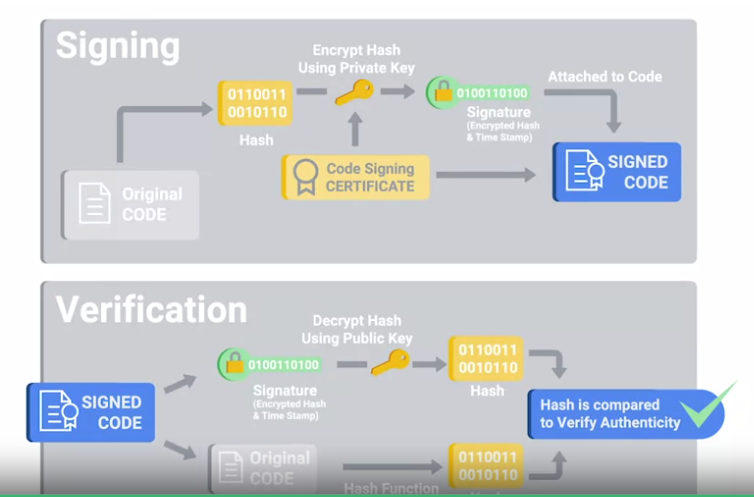 Signing
Encrypt Hash
Using Private Key
0110011
0010110
Hash
0100110100
Signature
(Encrypted Hash
& Time Stamp)
Attached to Code
Original
CODE
Code Signing
CERTIFICATE
SIGNED
CODE
Verification
Decrypt Hash
Using Public Key
SIGNED
CODE
0100110100
Signature
(Encrypted Hash
& Time Stamp)
0110011
0010110
Hash
Hash is compared
to Verify Authenticity
Original
CODE
Hash Function
0110011
0010110